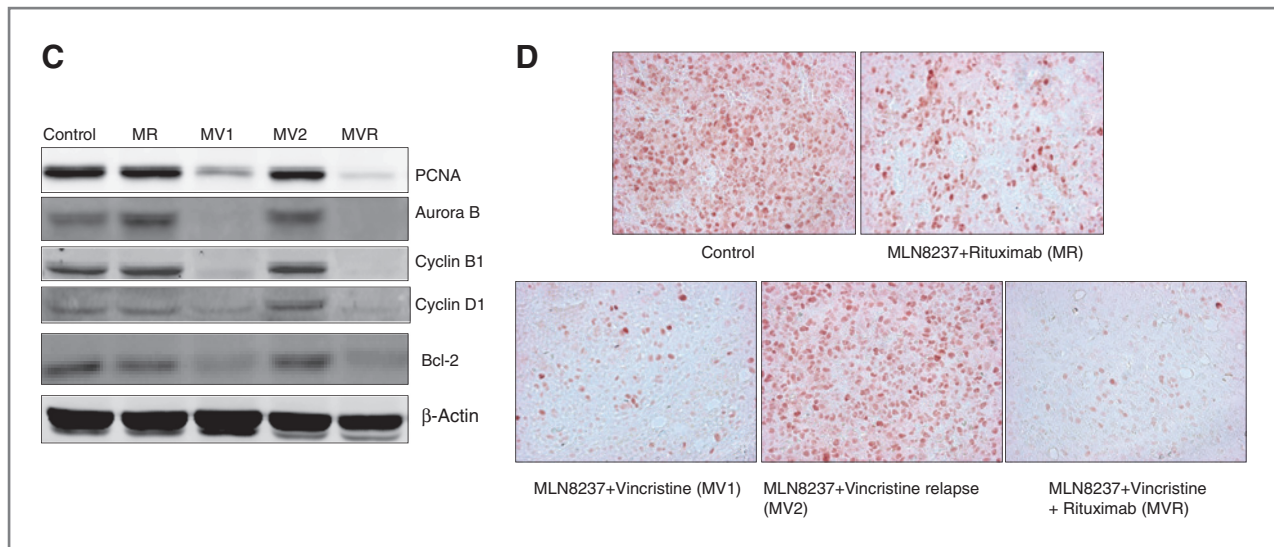 C
Control MR MV1 MV2 MVR
PCNA
Aurora B
Cyclin B1
Cyclin D1
Bcl-2
β-Actin
D
Control
MLN8237+Rituximab (MR)
MLN8237+Vincristine (MV1)
MLN8237+Vincristine relapse
(MV2)
MLN8237+Vincristine
+ Rituximab (MVR)